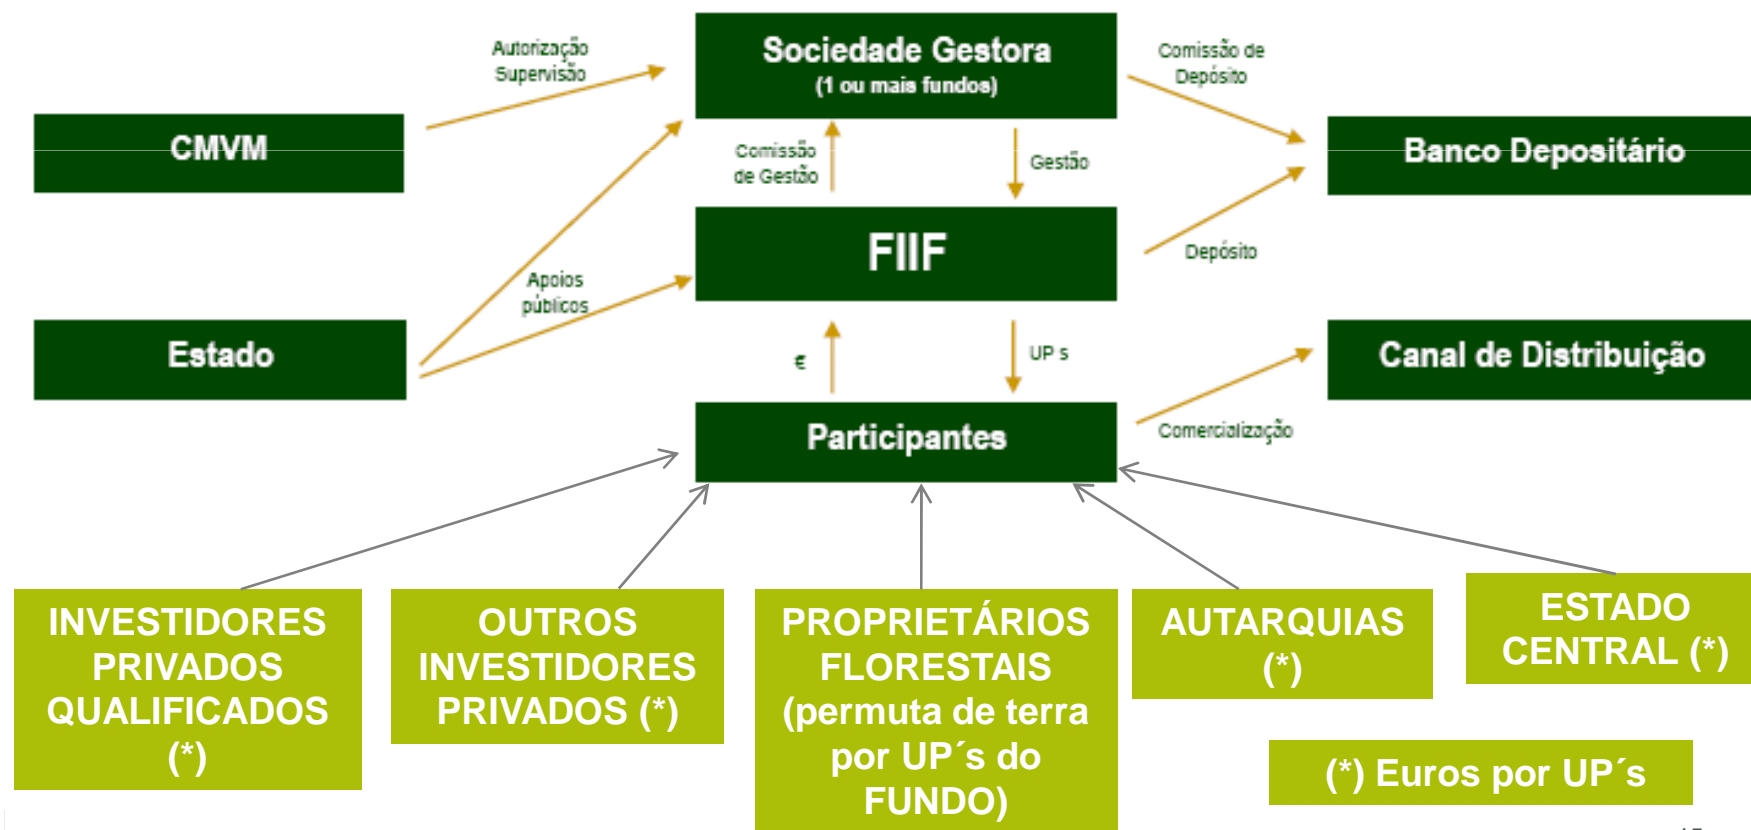 Autorização
Supervisão
Sociedade Gestora
(1 ou mais fundos)
Comissão de
Depósito
CMVM
Comissão
de Gestão
Gestão
Banco Depositário
FIIF
Depósito
Apoios
públicos
Estado
€
UP s
Canal de Distribuição
Participantes
Comercialização
INVESTIDORES
PRIVADOS
QUALIFICADOS
(*)
OUTROS
INVESTIDORES
PRIVADOS (*)
PROPRIETÁRIOS
FLORESTAIS
(permuta de terra
por UP´s do
FUNDO)
AUTARQUIAS
(*)
ESTADO
CENTRAL (*)
(*) Euros por UP´s